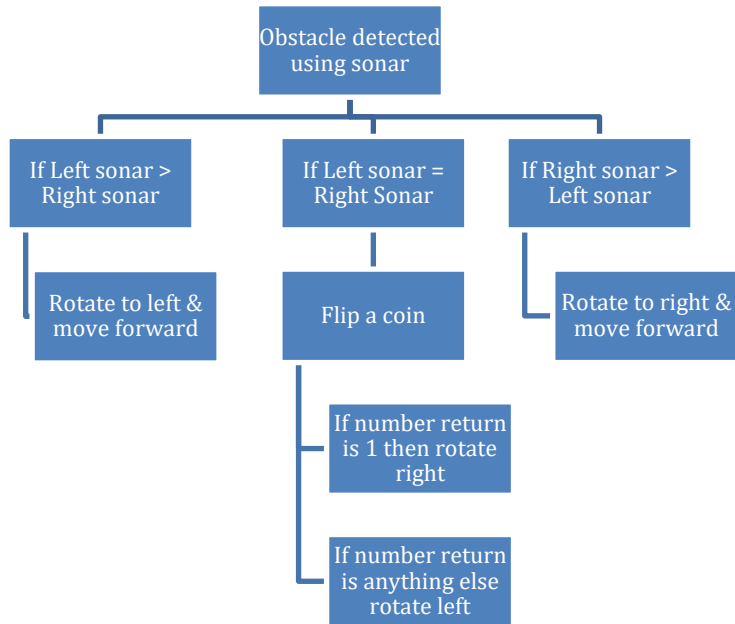 Obstacle detected
using sonar
If Left sonar >
Right sonar
If Left sonar =
Right Sonar
If Right sonar >
Left sonar
Rotate to left &
move forward
Flip a coin
Rotate to right &
move forward
If number return
is 1 then rotate
right
If number return
is anything else
rotate left